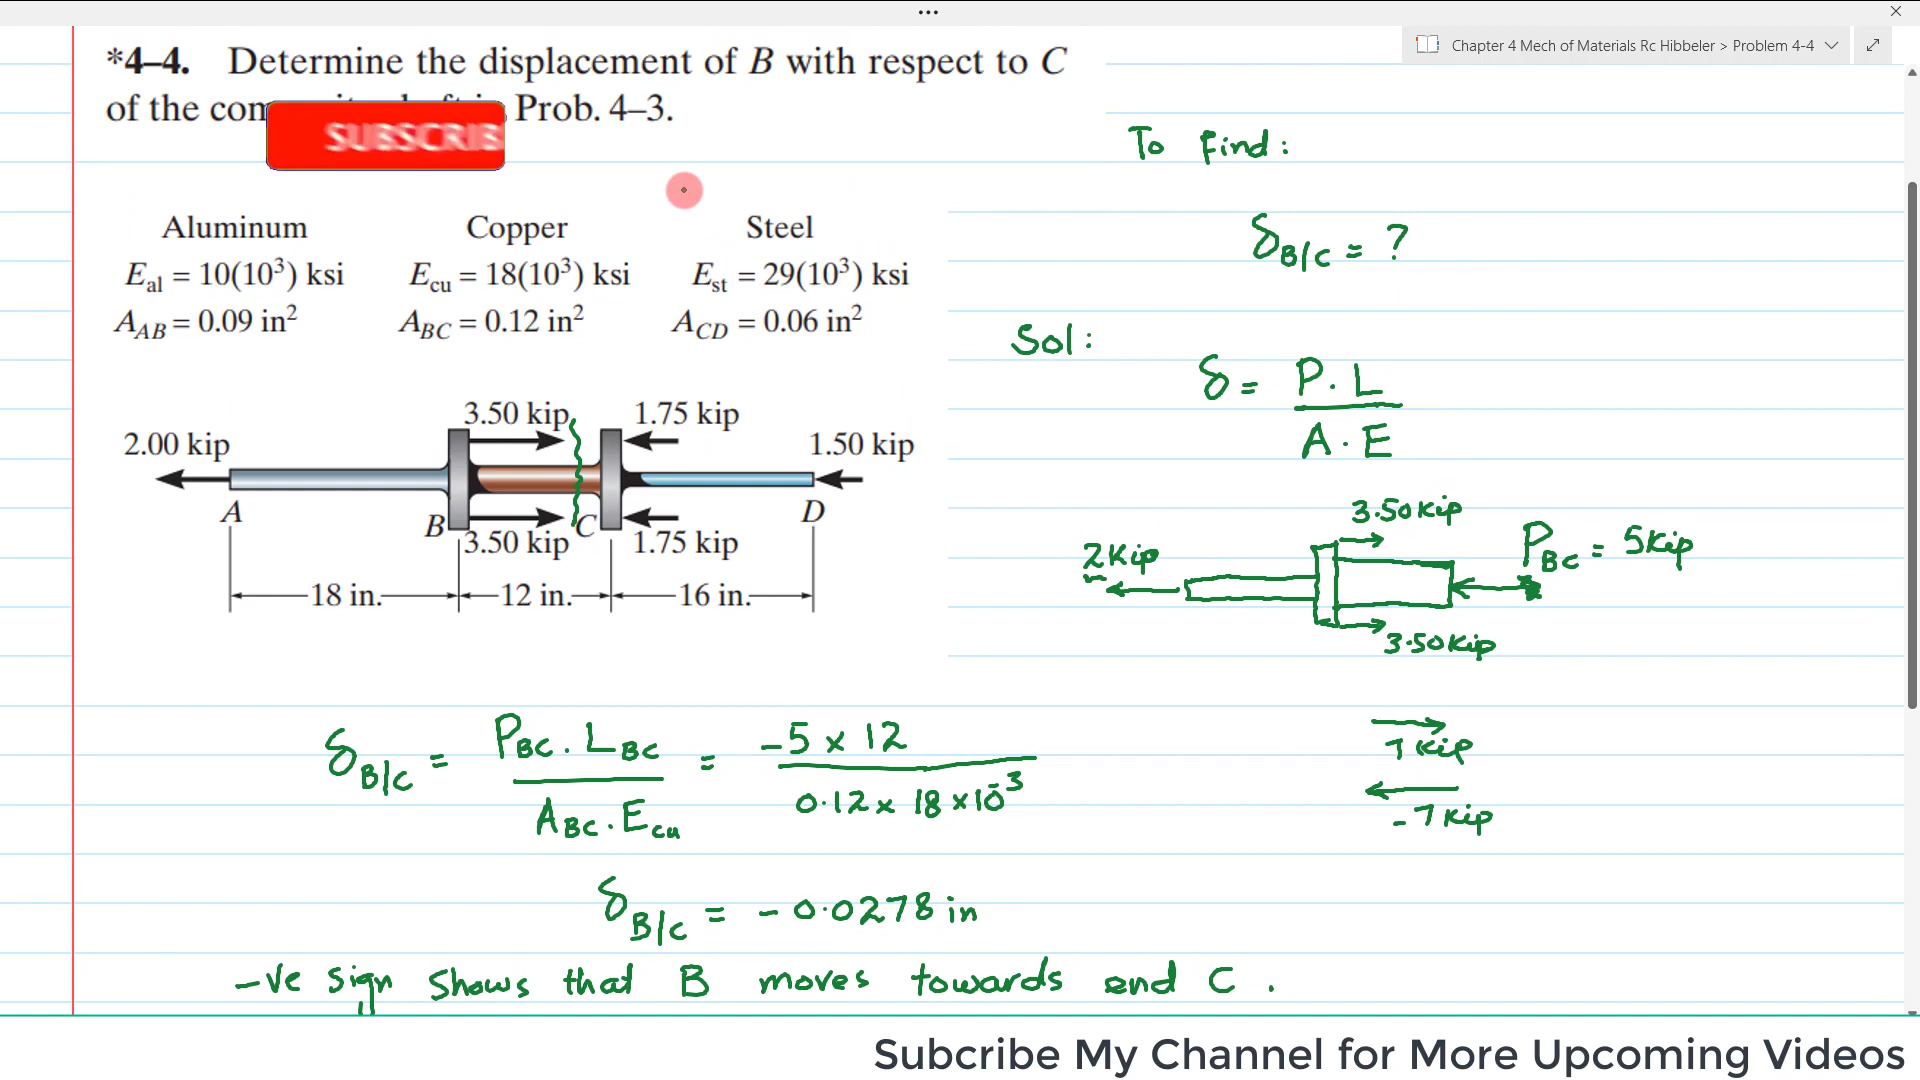 Chapter 4 Mech of Materials Rc Hibbeler > Problem 4-4
*4–4. Determine the displacement of B with respect to C
of the Prob. 4–3.
SUBSCRIB
Aluminum Copper Steel
Eal = 10(10³) ksi Ecu = 18(10³) ksi Est = 29(10³) ksi
AAB = 0.09 in² ABC = 0.12 in² ACD = 0.06 in²
3.50 kip 1.75 kip
2.00 kip 1.50 kip
A B C D
3.50 kip 1.75 kip
18 in. 12 in. 16 in.
To find:
δB/C = ?
Sol:
δ = P.L / A.E
3.50 kip
2 kip PBC = 5 kip
3.50 kip
7 kip
-7 kip
δB/C = PBC . LBC / ABC . Ecu = -5 x 12 / 0.12 x 18 x 10³
δB/C = - 0.0278 in
-ve sign shows that B moves towards end C .
Subcribe My Channel for More Upcoming Videos